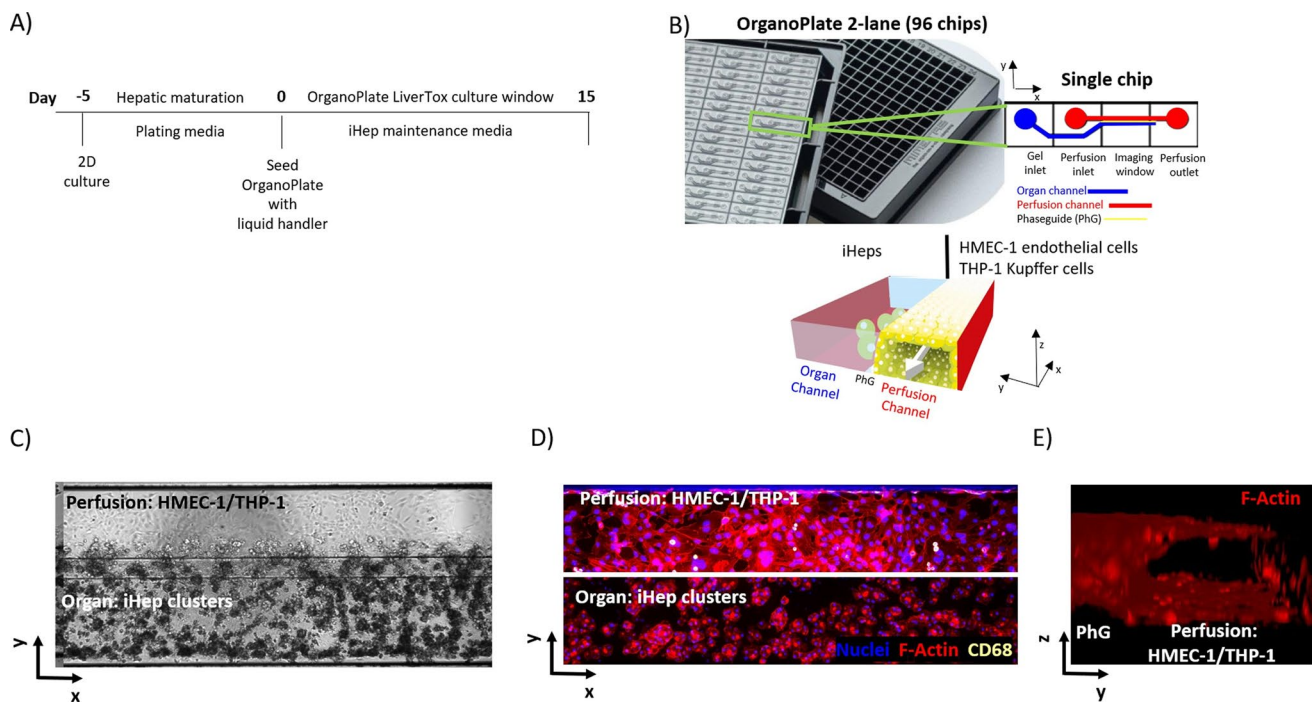 A)
Day -5 Hepatic maturation 0 OrganoPlate LiverTox culture window 15
Plating media iHep maintenance media
2D
culture
Seed
OrganoPlate
with
liquid handler
B)
OrganoPlate 2-lane (96 chips)
y
x
Single chip
Gel
inlet
Perfusion
inlet
Imaging
window
Perfusion
outlet
Organ channel
Perfusion channel
Phaseguide (PhG)
iHeps
HMEC-1 endothelial cells
THP-1 Kupffer cells
Organ
Channel
PhG
Perfusion
Channel
z
x
y
C)
Perfusion: HMEC-1/THP-1
Organ: iHep clusters
y
x
D)
Perfusion: HMEC-1/THP-1
Organ: iHep clusters
Nuclei F-Actin CD68
y
x
E)
F-Actin
PhG
Perfusion:
HMEC-1/THP-1
z
y